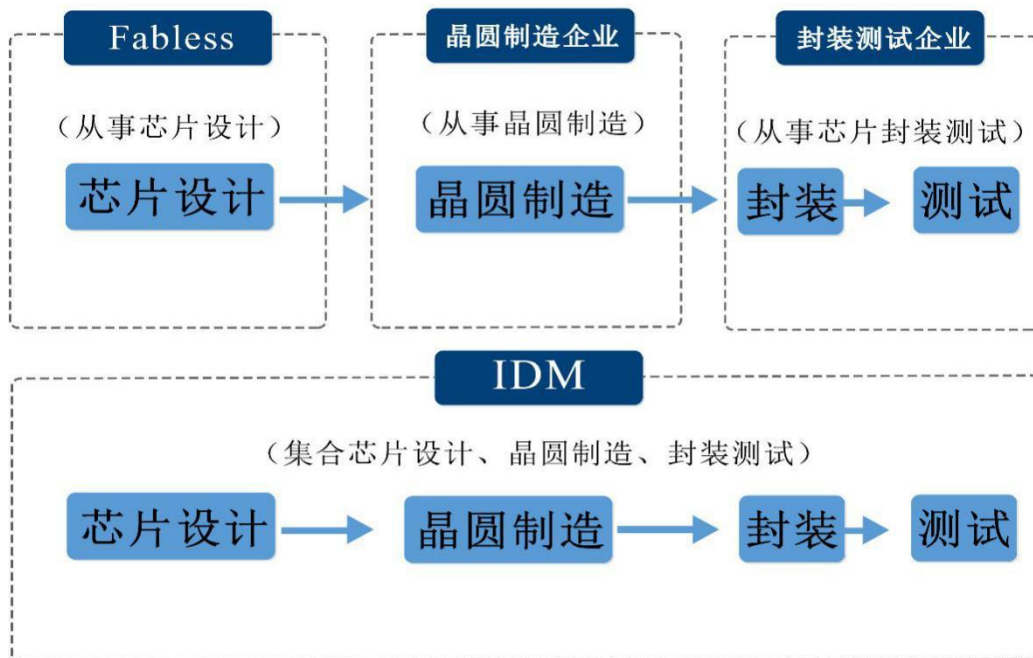 Fabless
晶圆制造企业
封装测试企业
（从事芯片设计）
（从事晶圆制造）
（从事芯片封装测试）
芯片设计
晶圆制造
封装
测试
IDM
（集合芯片设计、晶圆制造、封装测试）
芯片设计
晶圆制造
封装
测试